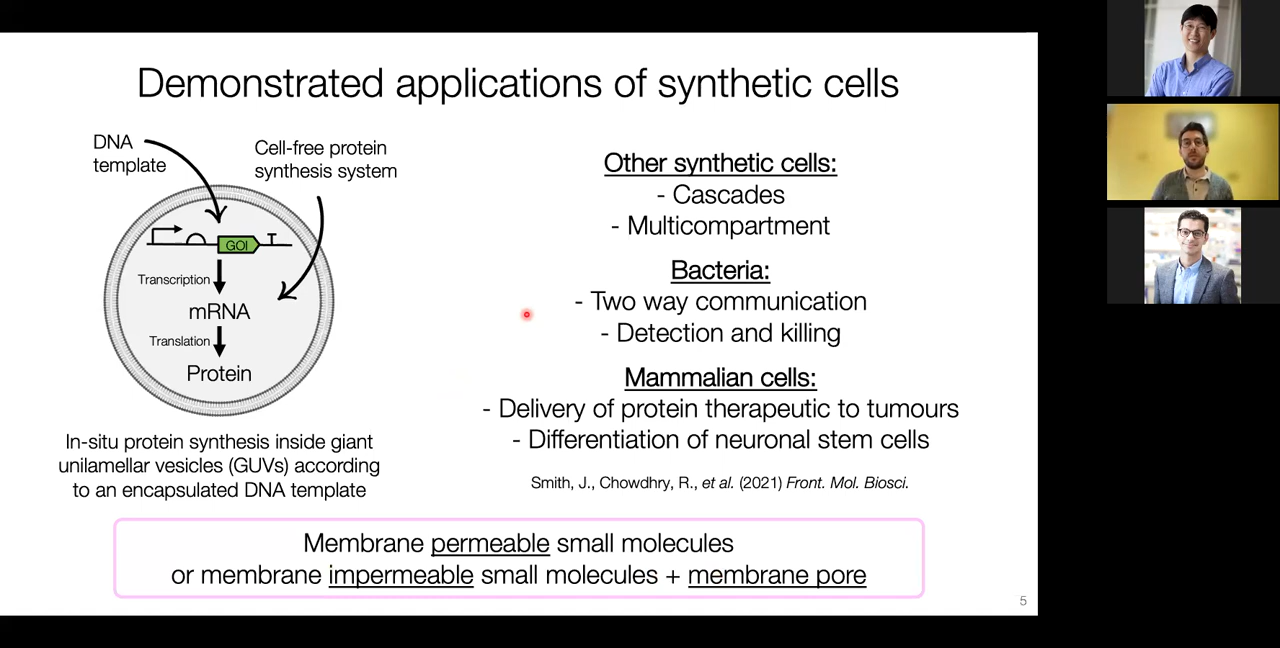 Demonstrated applications of synthetic cells
DNA
template
Cell-free protein
synthesis system
GOI
Transcription
mRNA
Translation
Protein
In-situ protein synthesis inside giant
unilamellar vesicles (GUVs) according
to an encapsulated DNA template
Other synthetic cells:
- Cascades
- Multicompartment
Bacteria:
- Two way communication
- Detection and killing
Mammalian cells:
- Delivery of protein therapeutic to tumours
- Differentiation of neuronal stem cells
Smith, J., Chowdhry, R., et al. (2021) Front. Mol. Biosci.
Membrane permeable small molecules
or membrane impermeable small molecules + membrane pore
5